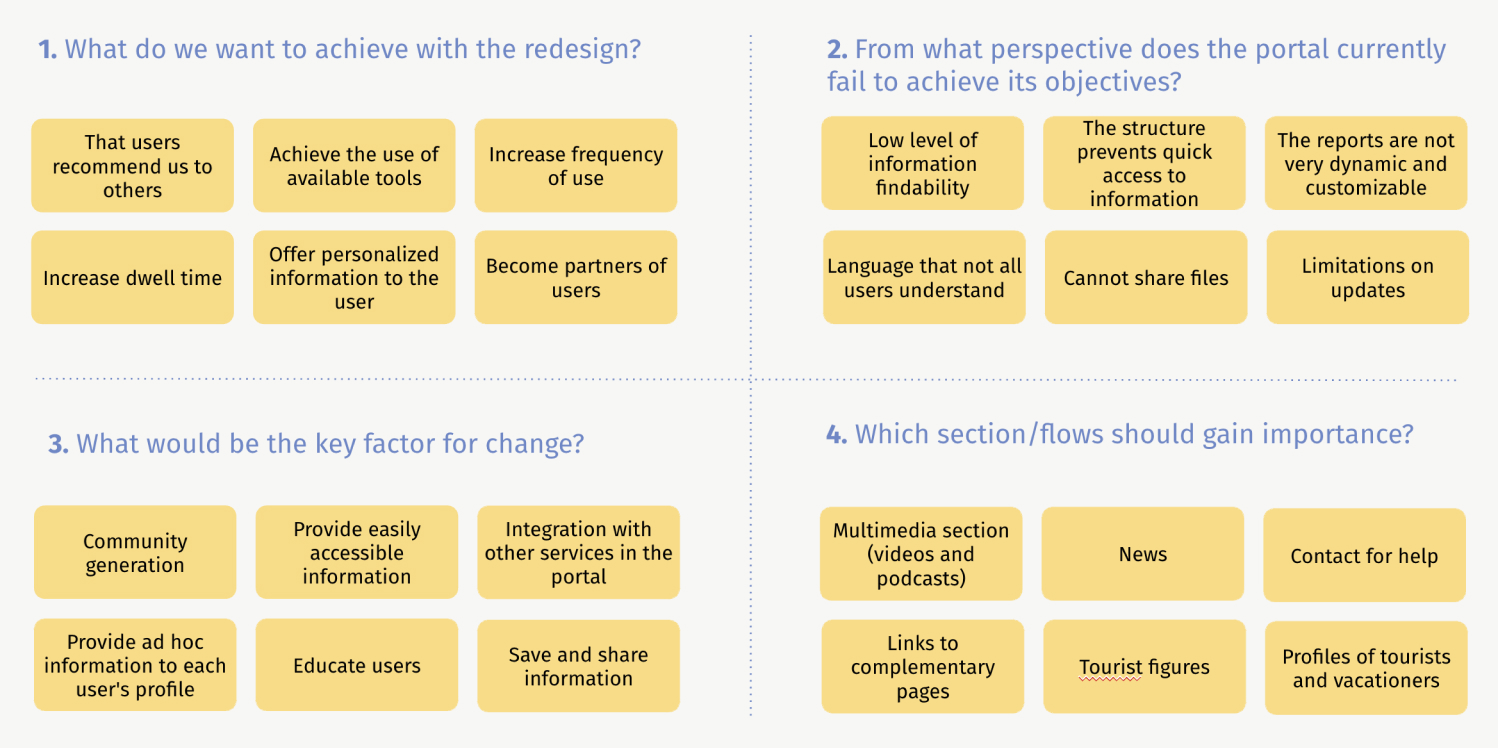 1. What do we want to achieve with the redesign?
That users
recommend us to
others
Achieve the use of
available tools
Increase frequency
of use
Increase dwell time
Offer personalized
information to the
user
Become partners of
users
2. From what perspective does the portal currently
fail to achieve its objectives?
Low level of
information
findability
The structure
prevents quick
access to
information
The reports are not
very dynamic and
customizable
Language that not all
users understand
Cannot share files
Limitations on
updates
3. What would be the key factor for change?
Community
generation
Provide easily
accessible
information
Integration with
other services in the
portal
Provide ad hoc
information to each
user's profile
Educate users
Save and share
information
4. Which section/flows should gain importance?
Multimedia section
(videos and
podcasts)
News
Contact for help
Links to
complementary
pages
Tourist figures
Profiles of tourists
and vacationers